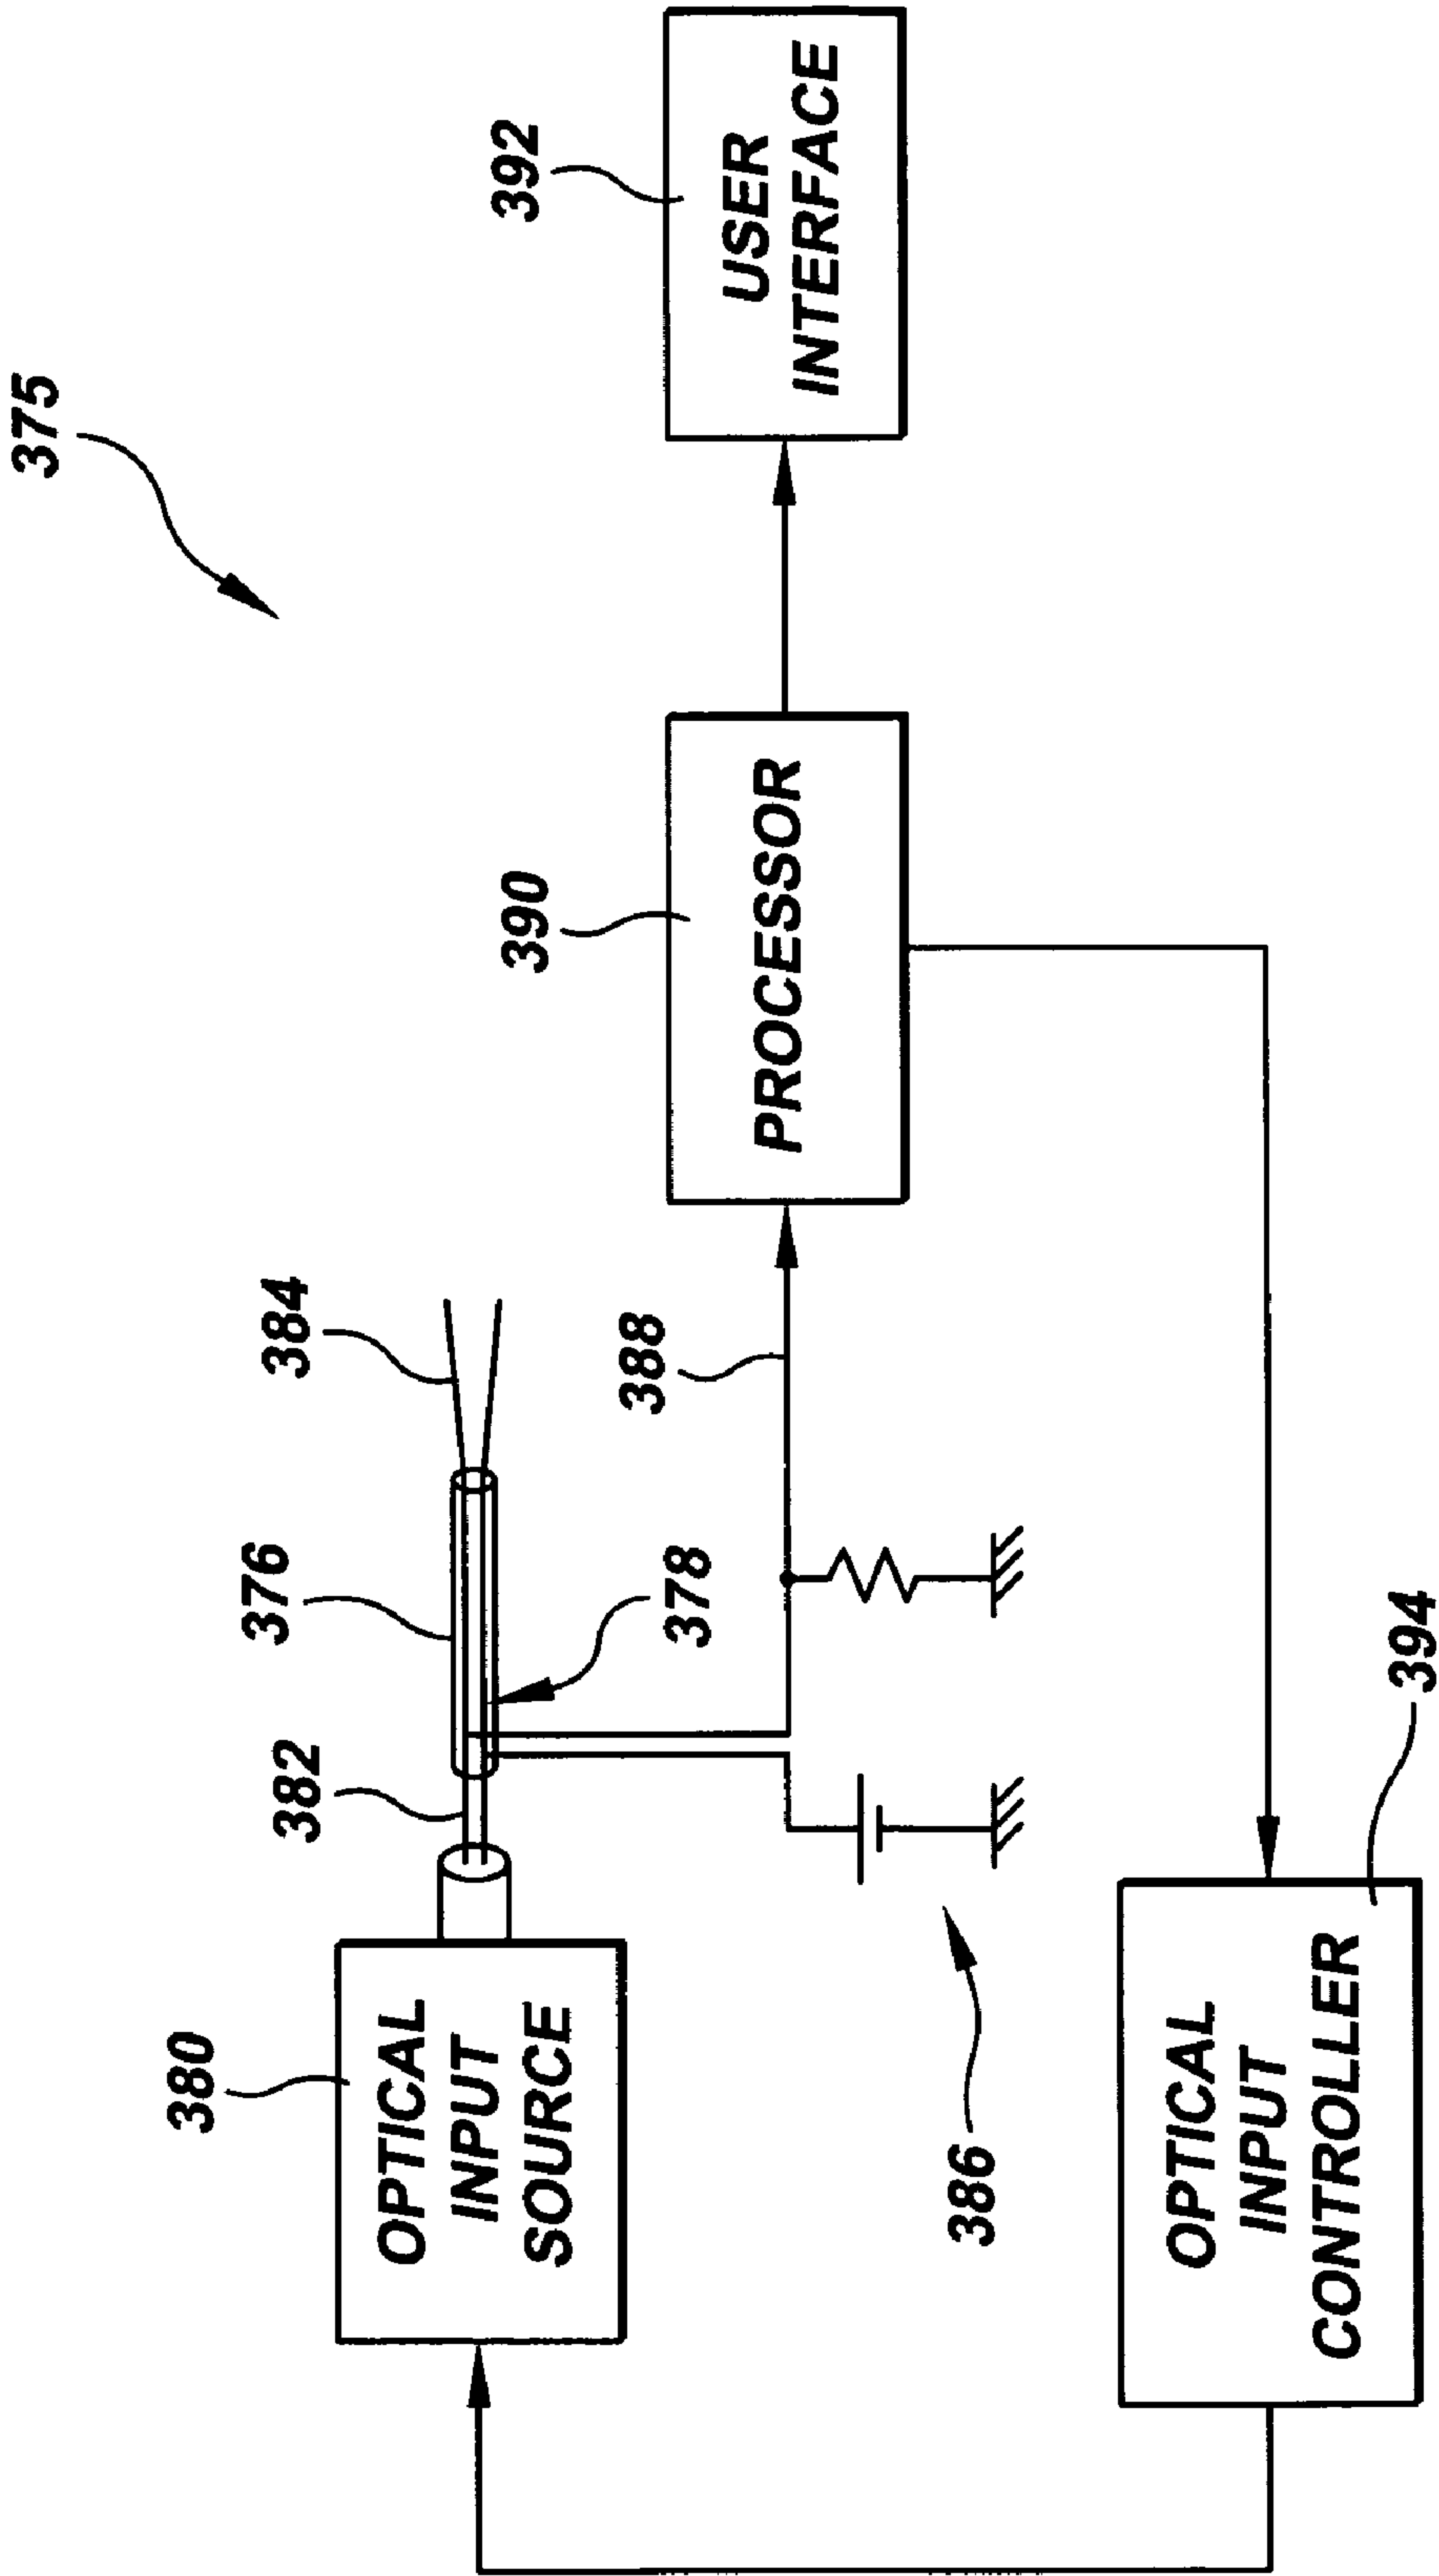 375
380
OPTICAL
INPUT
SOURCE
382
376
384
378
388
386
390
PROCESSOR
392
USER
INTERFACE
OPTICAL
INPUT
CONTROLLER
394